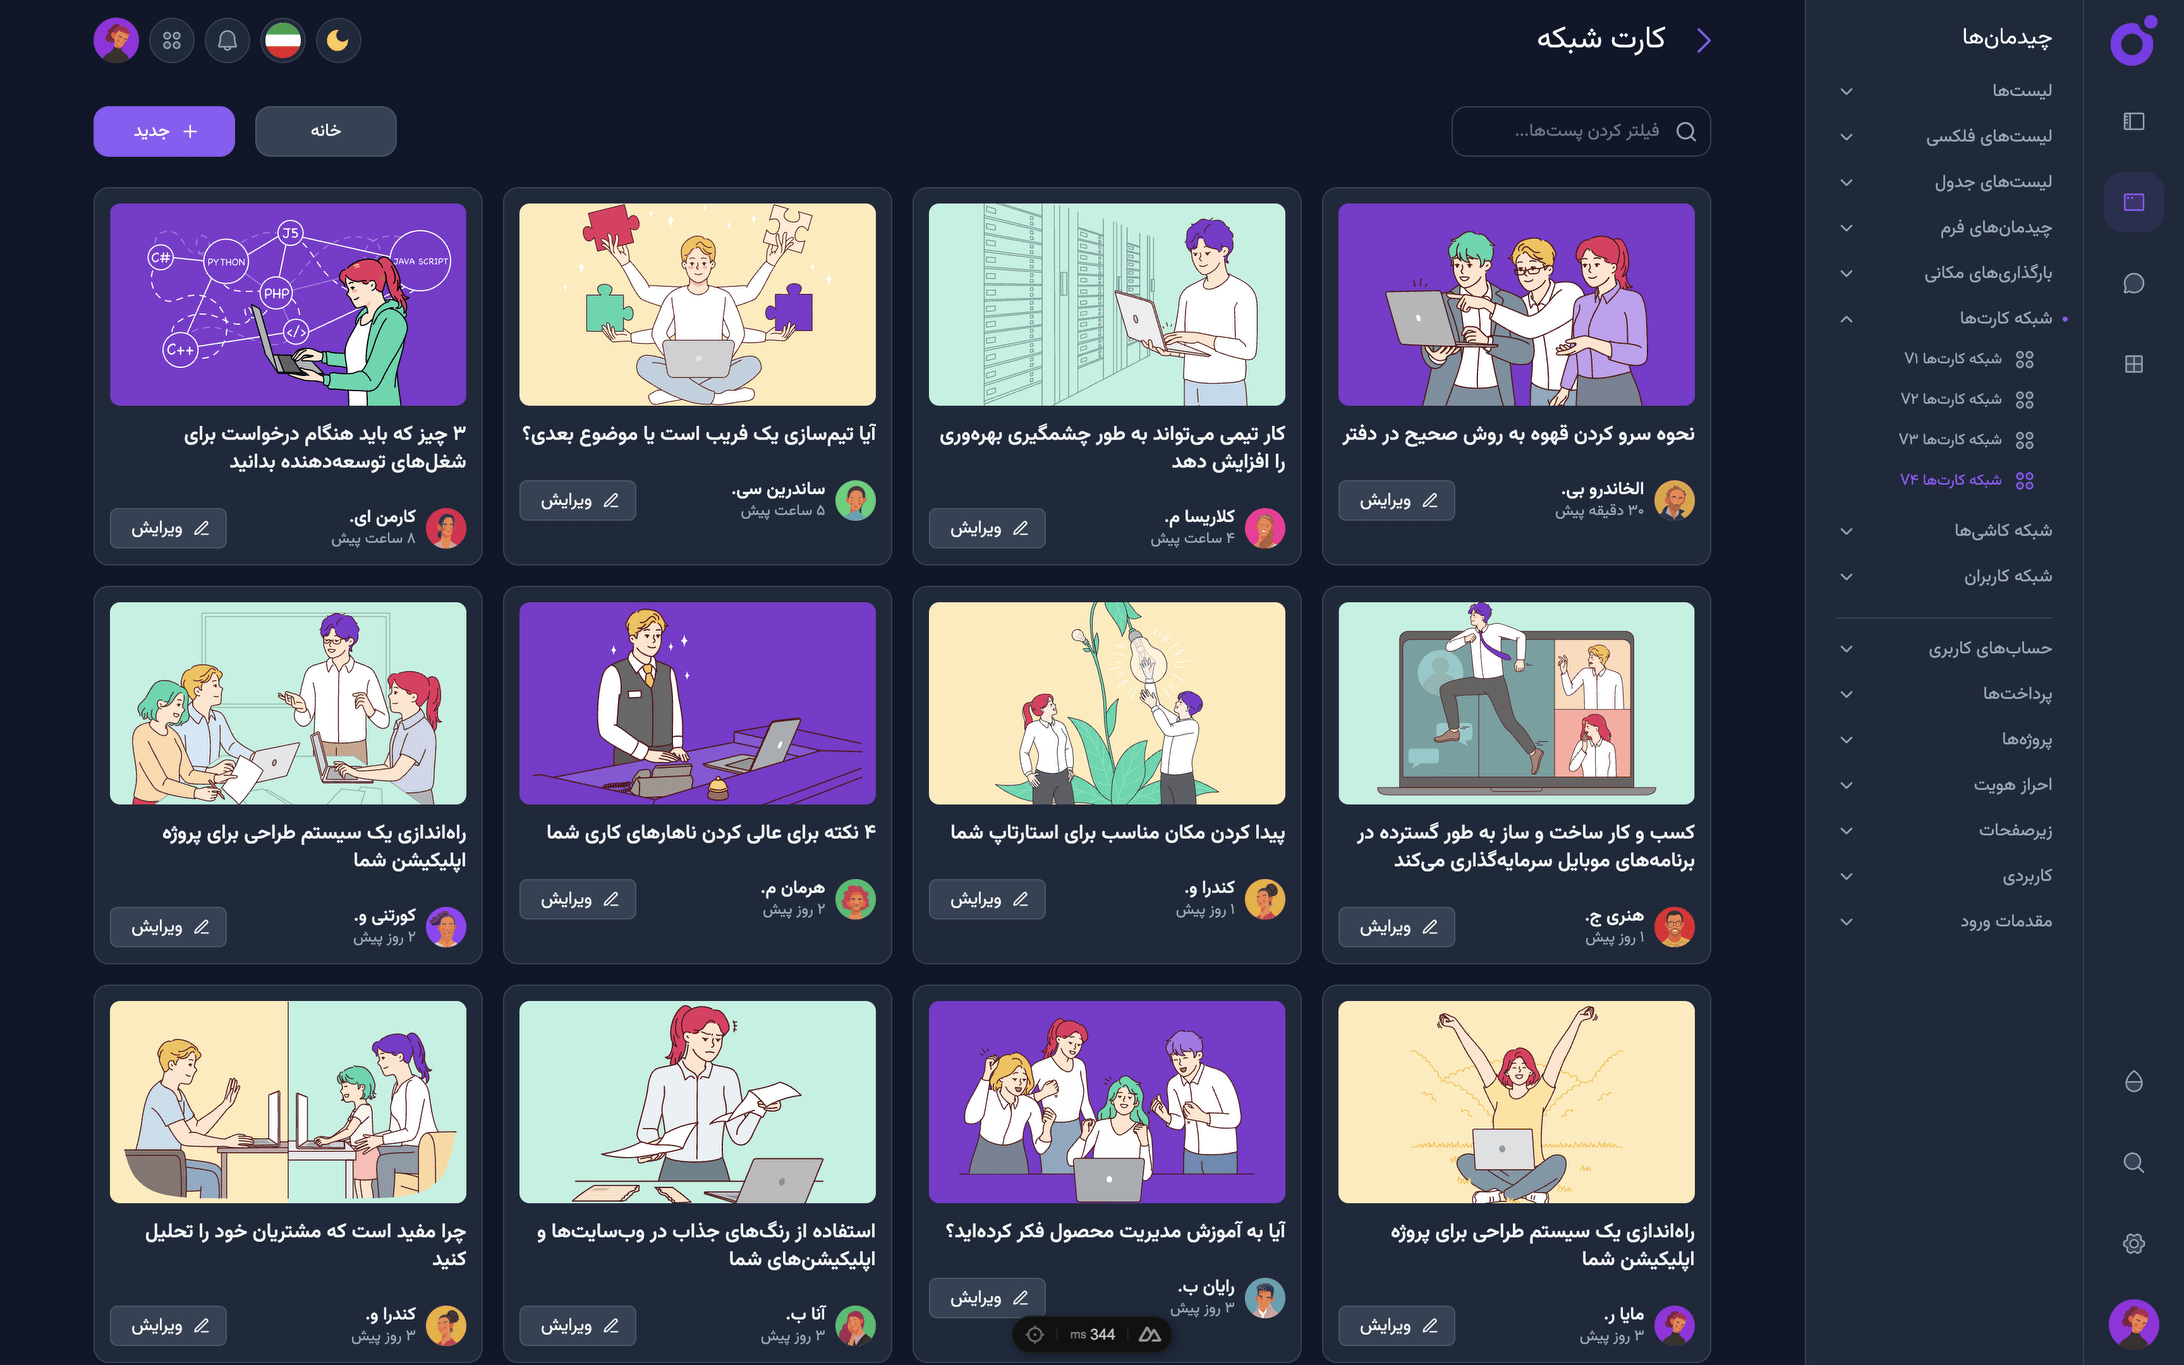 چیدمان‌ها
لیست‌ها
لیست‌های فلکسی
لیست‌های جدول
چیدمان‌های فرم
بارگذاری‌های مکانی
شبکه کارت‌ها
شبکه کارت‌ها V۱
شبکه کارت‌ها V۲
شبکه کارت‌ها V۳
شبکه کارت‌ها V۴
شبکه کاشی‌ها
شبکه کاربران
حساب‌های کاربری
پرداخت‌ها
پروژه‌ها
احراز هویت
زیرصفحات
کاربردی
مقدمات ورود
کارت شبکه
فیلتر کردن پست‌ها...
خانه
جدید
نحوه سرو کردن قهوه به روش صحیح در دفتر
الخاندرو بی.
۳۰ دقیقه پیش
ویرایش
کار تیمی می‌تواند به طور چشمگیری بهره‌وری
را افزایش دهد
کلاریسا م.
۴ ساعت پیش
ویرایش
آیا تیم‌سازی یک فریب است یا موضوع بعدی؟
ساندرین سی.
۵ ساعت پیش
ویرایش
C#
PYTHON
J5
JAVA SCRIPT
PHP
</>
C++
۳ چیز که باید هنگام درخواست برای
شغل‌های توسعه‌دهنده بدانید
کارمن ای.
۸ ساعت پیش
ویرایش
کسب و کار ساخت و ساز به طور گسترده در
برنامه‌های موبایل سرمایه‌گذاری می‌کند
هنری ج.
۱ روز پیش
ویرایش
پیدا کردن مکان مناسب برای استارتاپ شما
کندرا و.
۱ روز پیش
ویرایش
۴ نکته برای عالی کردن ناهارهای کاری شما
هرمان م.
۲ روز پیش
ویرایش
راه‌اندازی یک سیستم طراحی برای پروژه
اپلیکیشن شما
کورتنی و.
۲ روز پیش
ویرایش
راه‌اندازی یک سیستم طراحی برای پروژه
اپلیکیشن شما
مایا ر.
۳ روز پیش
ویرایش
آیا به آموزش مدیریت محصول فکر کرده‌اید؟
رایان ب.
۳ روز پیش
ویرایش
استفاده از رنگ‌های جذاب در وب‌سایت‌ها و
اپلیکیشن‌های شما
آنا ب.
۳ روز پیش
ویرایش
چرا مفید است که مشتریان خود را تحلیل
کنید
کندرا و.
۳ روز پیش
ویرایش
344 ms